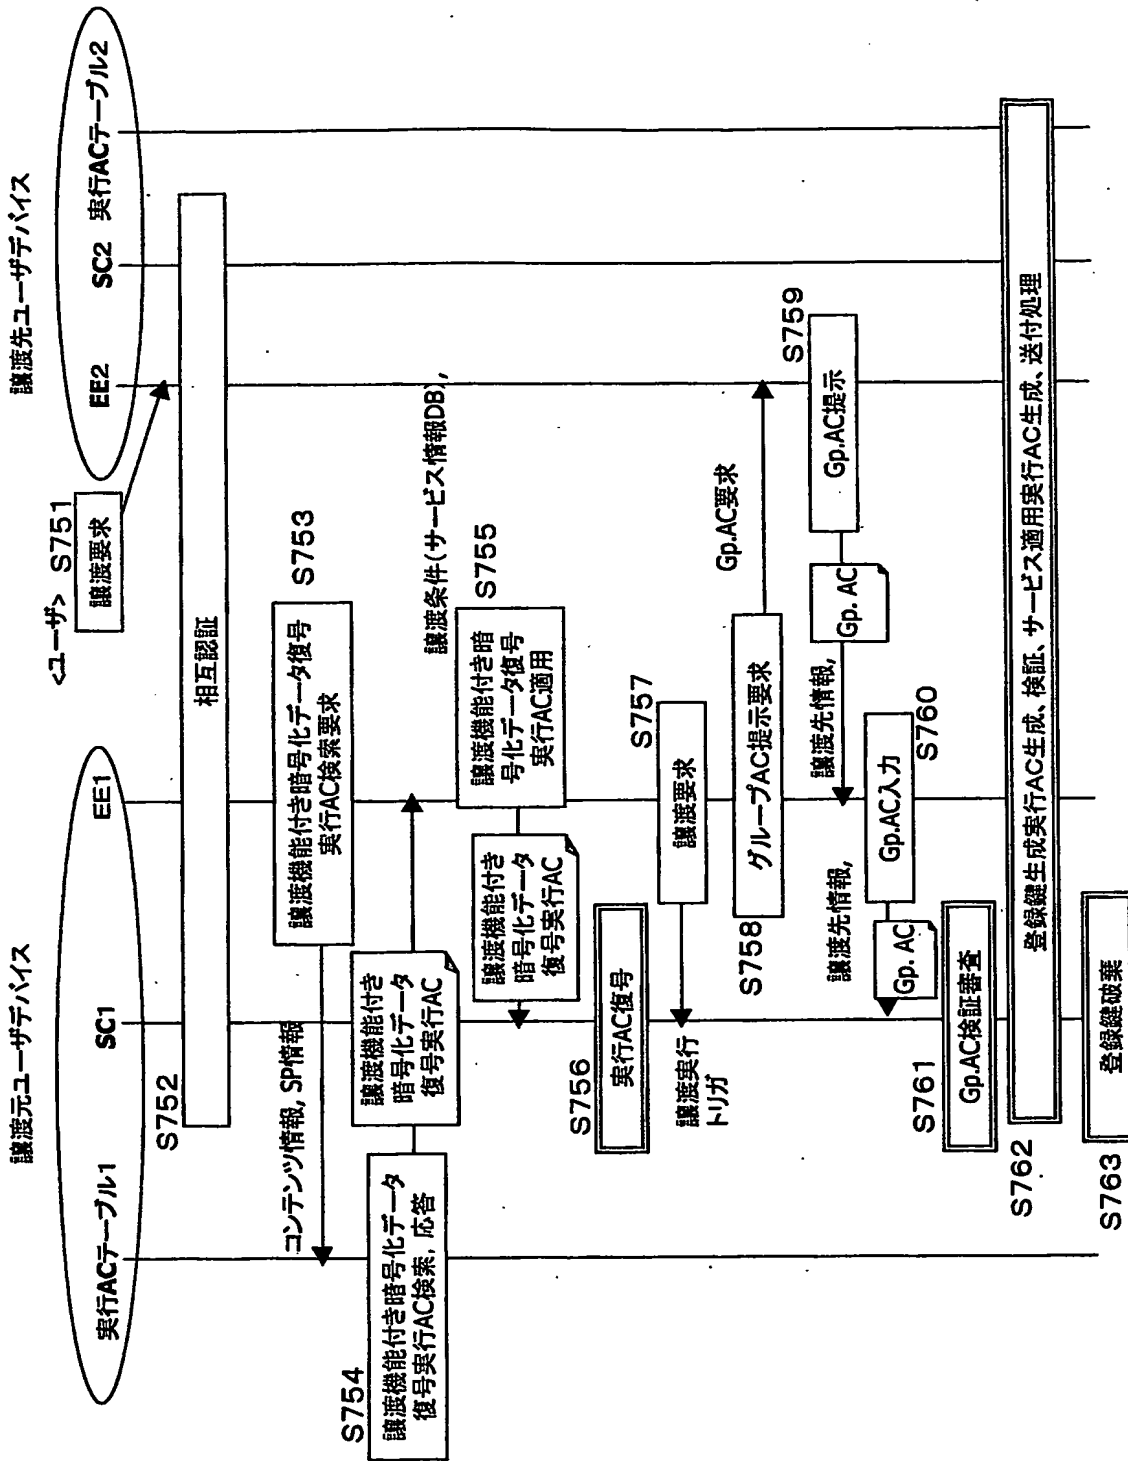 譲渡元ユーザデバイス
譲渡先ユーザデバイス
実行ACテーブル1
SC1
EE1
EE2
SC2
実行ACテーブル2
<ユーザ>
S751
譲渡要求
S752
相互認証
S753
譲渡機能付き暗号化データ復号
実行AC検索要求
コンテンツ情報, SP情報
S754
譲渡機能付き暗号化データ
復号実行AC検索, 応答
譲渡機能付き
暗号化データ
復号実行AC
譲渡条件(サービス情報DB),
S755
譲渡機能付き暗
号化データ復号
実行AC適用
譲渡機能付き
暗号化データ
復号実行AC
S756
実行AC復号
S757
譲渡要求
譲渡実行
トリガ
S758
グループAC提示要求
Gp.AC要求
S759
Gp.AC提示
Gp. AC
譲渡先情報,
S760
Gp.AC入力
譲渡先情報,
Gp. AC
S761
Gp.AC検証審査
S762
登録鍵生成実行AC生成、検証、サービス適用実行AC生成、送付処理
S763
登録鍵破棄